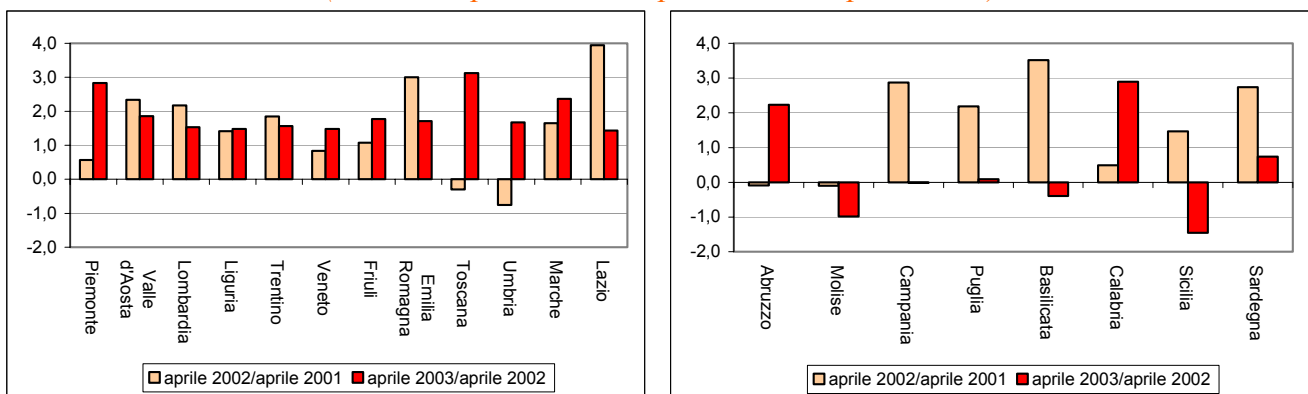 4,0
3,0
2,0
1,0
0,0
-1,0
-2,0
Piemonte
Valle
d'Aosta
Lombardia
Liguria
Trentino
Veneto
Friuli
Emilia
Romagna
Toscana
Umbria
Marche
Lazio
aprile 2002/aprile 2001 aprile 2003/aprile 2002
4,0
3,0
2,0
1,0
0,0
-1,0
-2,0
Abruzzo
Molise
Campania
Puglia
Basilicata
Calabria
Sicilia
Sardegna
aprile 2002/aprile 2001 aprile 2003/aprile 2002